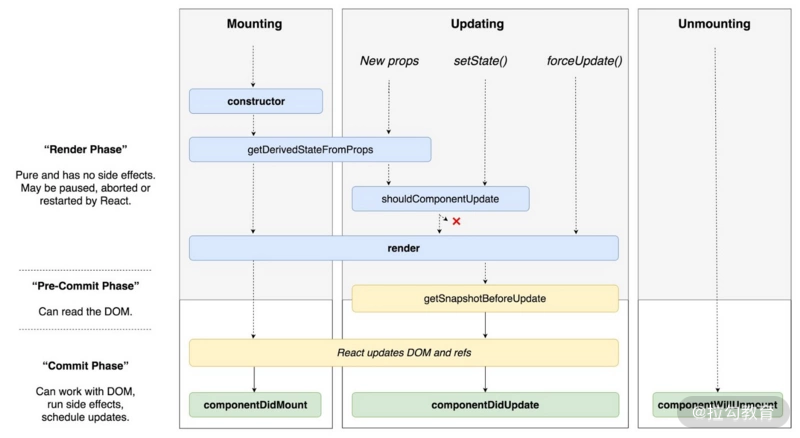 Mounting
Updating
Unmounting
New props
setState()
forceUpdate()
constructor
“Render Phase”
Pure and has no side effects.
May be paused, aborted or
restarted by React.
getDerivedStateFromProps
shouldComponentUpdate
render
“Pre-Commit Phase”
Can read the DOM.
getSnapshotBeforeUpdate
React updates DOM and refs
“Commit Phase”
Can work with DOM,
run side effects,
schedule updates.
componentDidMount
componentDidUpdate
componentWillUnmount
@拉勾教育